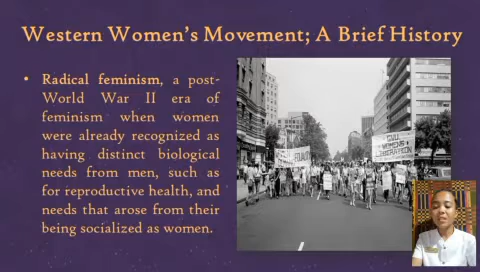 Western Women's Movement; A Brief History
• Radical feminism, a post-
World War II era of
feminism when women
were already recognized as
having distinct biological
needs from men, such as
for reproductive health, and
needs that arose from their
being socialized as women.